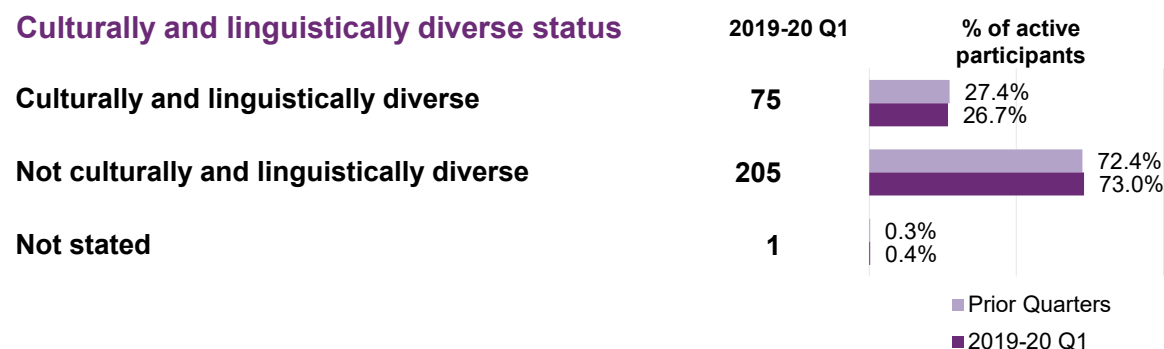 Culturally and linguistically diverse status 2019-20 Q1 % of active
participants
Culturally and linguistically diverse 75 27.4%
26.7%
Not culturally and linguistically diverse 205 72.4%
73.0%
Not stated 1 0.3%
0.4%
Prior Quarters
2019-20 Q1